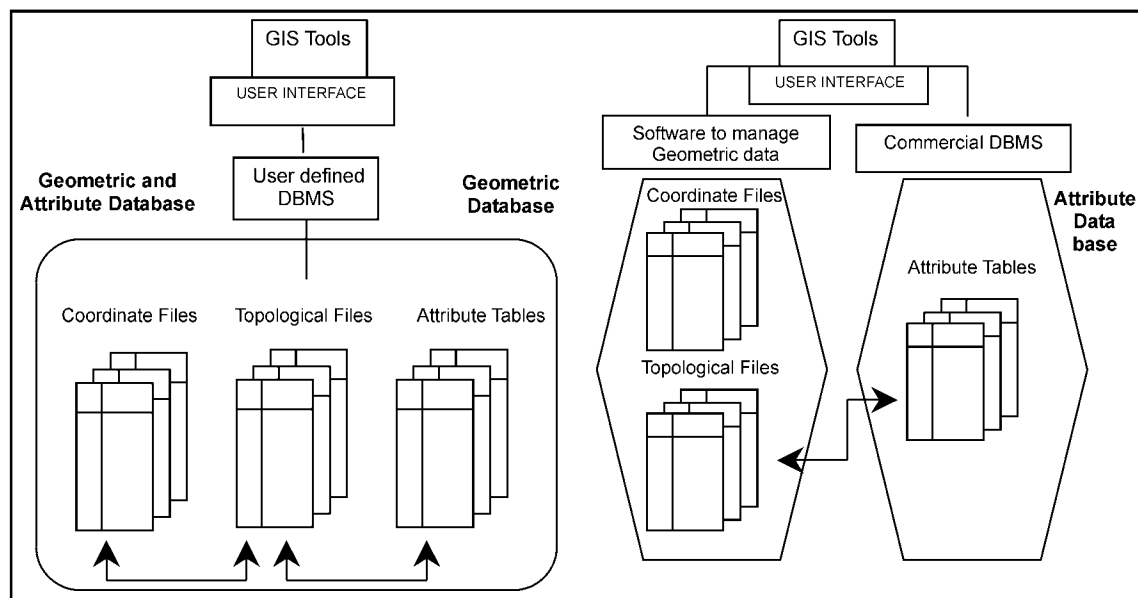 GIS Tools
USER INTERFACE
User defined
DBMS
Geometric and
Attribute Database
Coordinate Files
Topological Files
Attribute Tables
GIS Tools
USER INTERFACE
Software to manage
Geometric data
Commercial DBMS
Geometric
Database
Coordinate Files
Topological Files
Attribute
Data
base
Attribute Tables